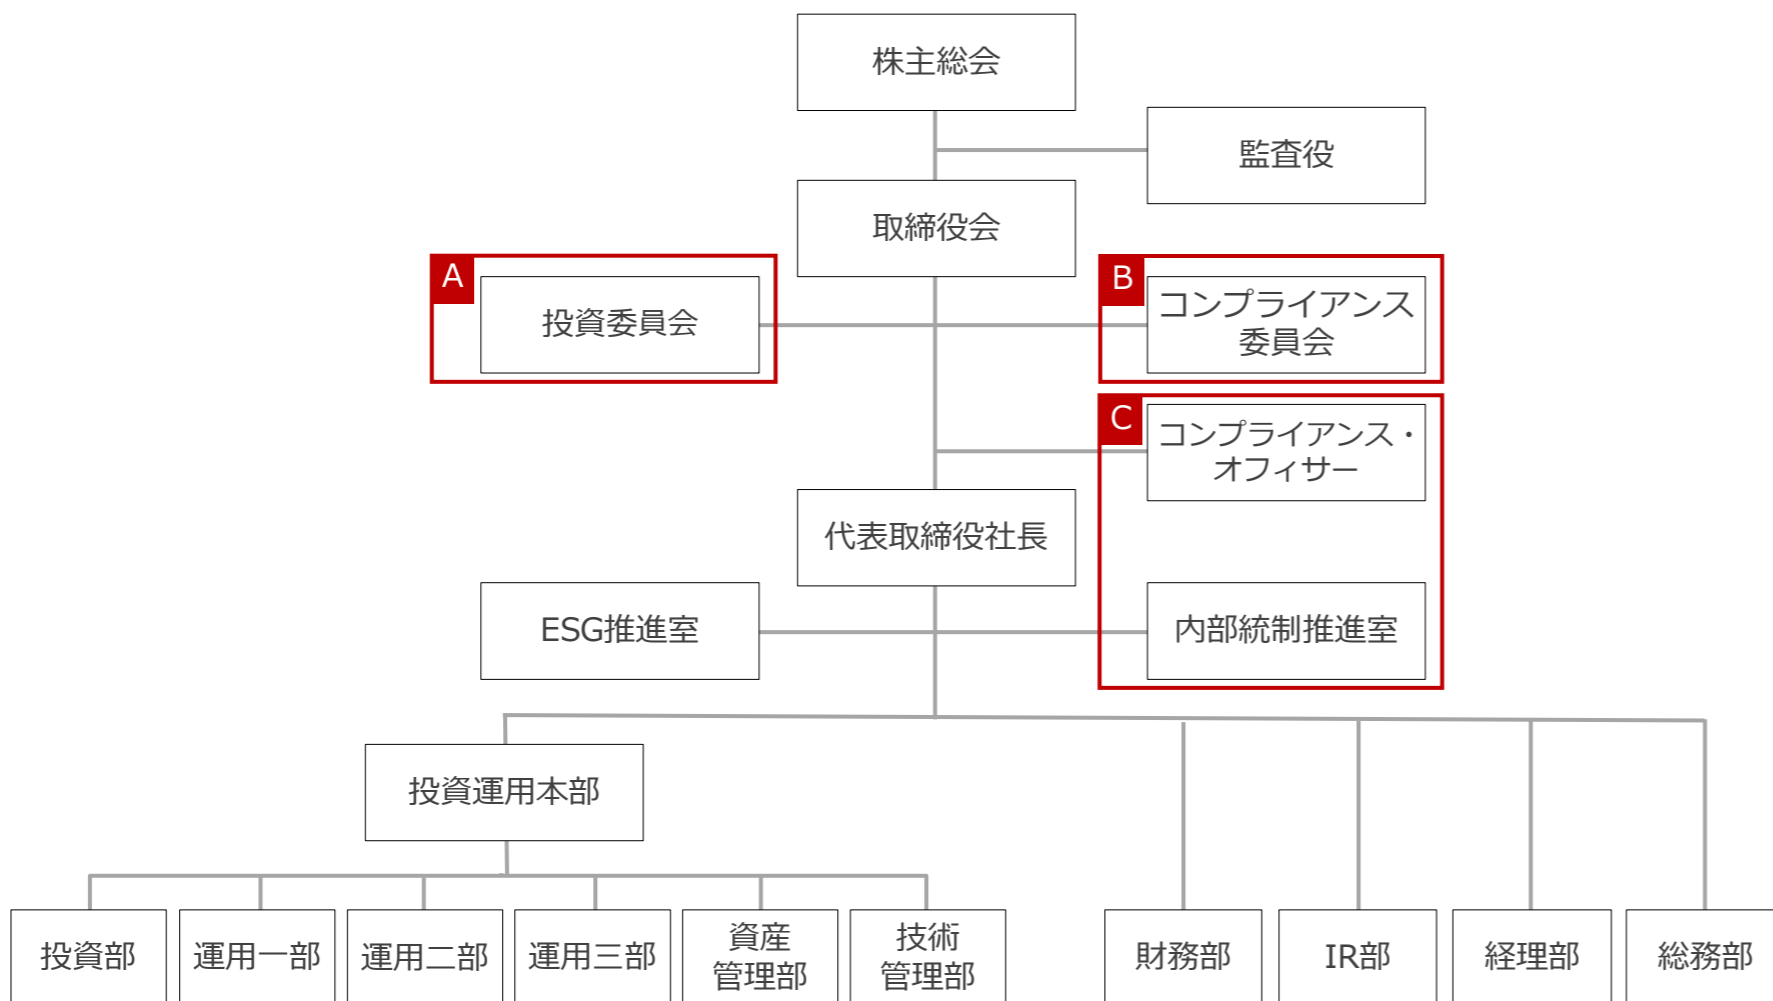 株主総会
監査役
取締役会
A
投資委員会
B
コンプライアンス
委員会
C
コンプライアンス・
オフィサー
代表取締役社長
ESG推進室
内部統制推進室
投資運用本部
投資部
運用一部
運用二部
運用三部
資産
管理部
技術
管理部
財務部
IR部
経理部
総務部